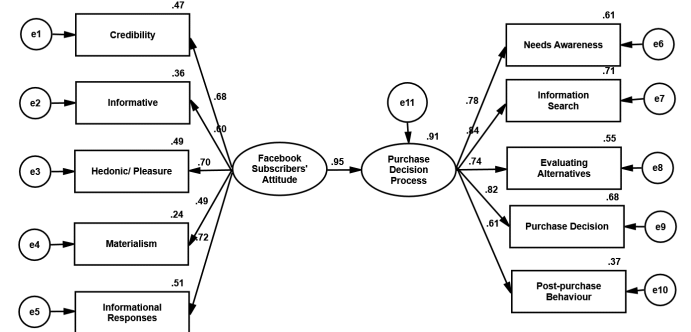 .47
e1
Credibility
.36
e2
Informative
.49
e3
Hedonic/ Pleasure
.24
e4
Materialism
.51
e5
Informational
Responses
.68
.60
.70
.49
.72
Facebook
Subscribers'
Attitude
.95
e11
.91
Purchase
Decision
Process
.78
.84
.74
.82
.61
.61
Needs Awareness
e6
.71
Information
Search
e7
.55
Evaluating
Alternatives
e8
.68
Purchase Decision
e9
.37
Post-purchase
Behaviour
e10